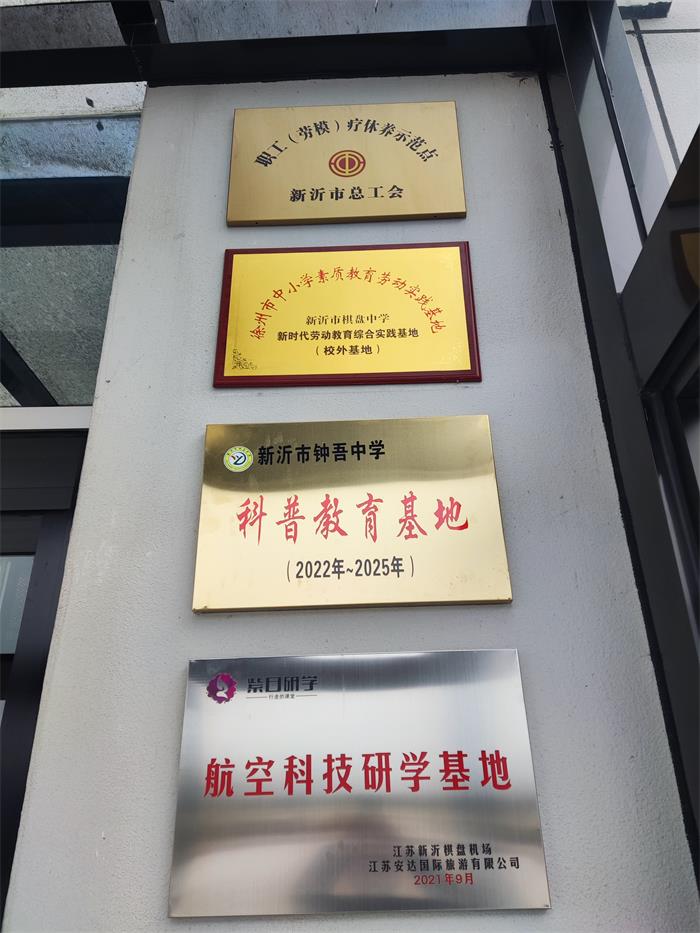 职工（劳模）疗休养示范点
新沂市总工会
徐州市中小学素质教育劳动实践基地
新沂市棋盘中学
新时代劳动教育综合实践基地
（校外基地）
新沂市钟吾中学
科普教育基地
（2022年~2025年）
紫日研学
行走的课堂
航空科技研学基地
江苏新沂棋盘机场
江苏安达国际旅游有限公司
2021年9月